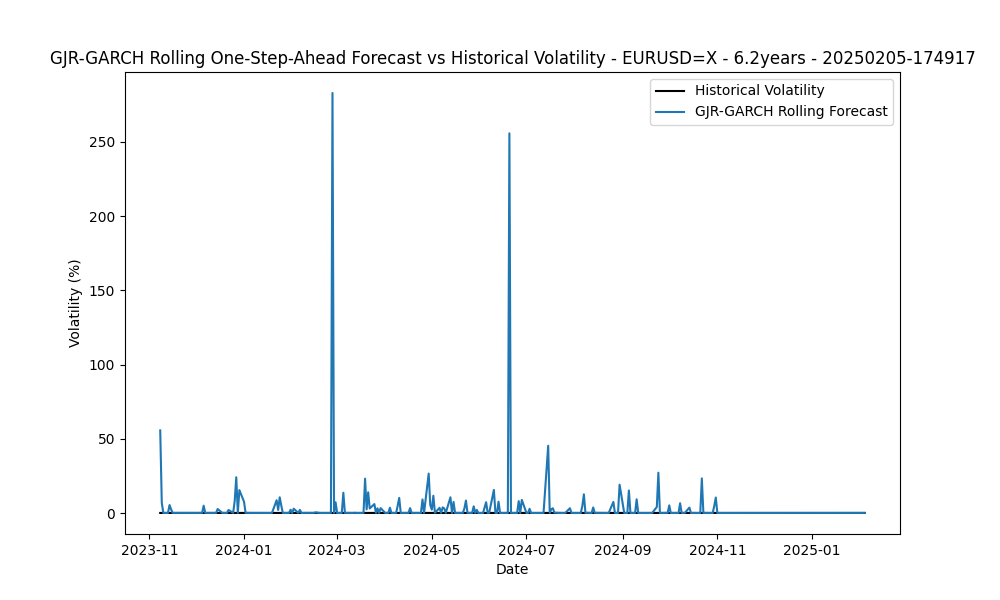 GJR-GARCH Rolling One-Step-Ahead Forecast vs Historical Volatility - EURUSD=X - 6.2years - 20250205-174917
Historical Volatility
GJR-GARCH Rolling Forecast
Volatility (%)
250
200
150
100
50
0
2023-11 2024-01 2024-03 2024-05 2024-07 2024-09 2024-11 2025-01
Date